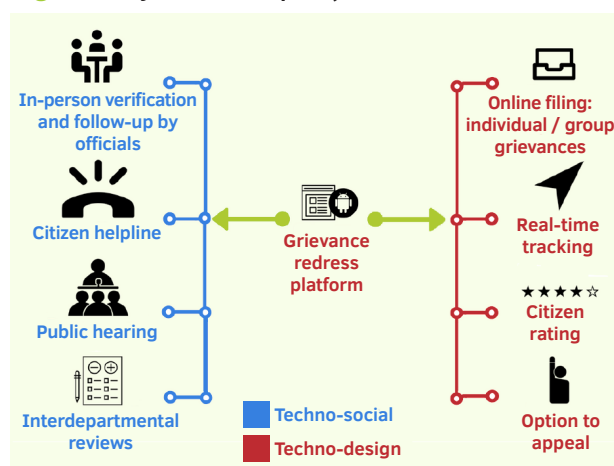 In-person verification
and follow-up by
officials
Citizen helpline
Public hearing
Interdepartmental
reviews
Grievance
redress
platform
Online filing:
individual / group
grievances
Real-time
tracking
Citizen
rating
Option to
appeal
Techno-social
Techno-design